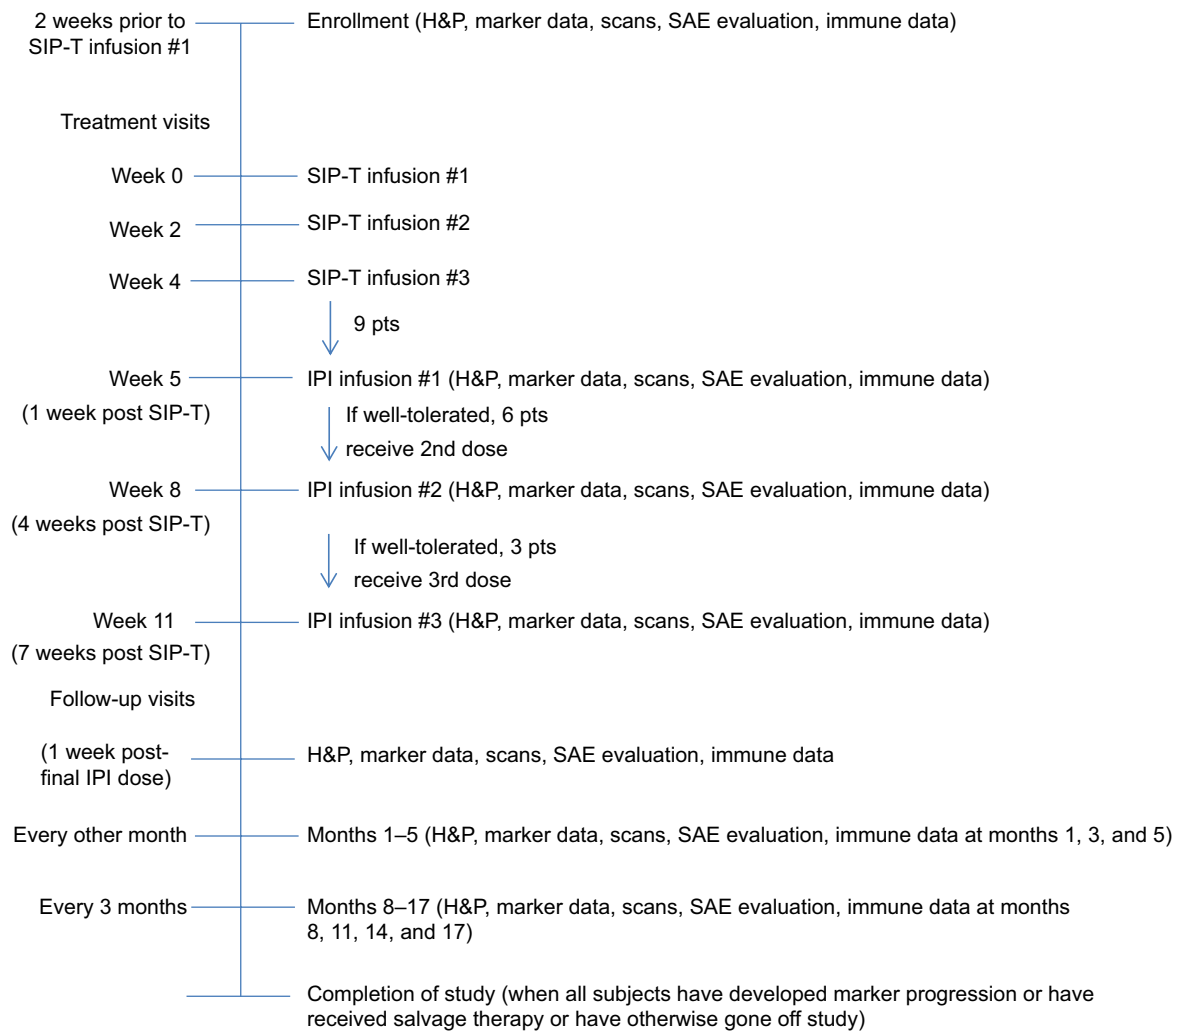 2 weeks prior to
SIP-T infusion #1
Enrollment (H&P, marker data, scans, SAE evaluation, immune data)
Treatment visits
Week 0
SIP-T infusion #1
Week 2
SIP-T infusion #2
Week 4
SIP-T infusion #3
9 pts
Week 5
(1 week post SIP-T)
IPI infusion #1 (H&P, marker data, scans, SAE evaluation, immune data)
If well-tolerated, 6 pts
receive 2nd dose
Week 8
(4 weeks post SIP-T)
IPI infusion #2 (H&P, marker data, scans, SAE evaluation, immune data)
If well-tolerated, 3 pts
receive 3rd dose
Week 11
(7 weeks post SIP-T)
IPI infusion #3 (H&P, marker data, scans, SAE evaluation, immune data)
Follow-up visits
(1 week post-
final IPI dose)
H&P, marker data, scans, SAE evaluation, immune data
Every other month
Months 1–5 (H&P, marker data, scans, SAE evaluation, immune data at months 1, 3, and 5)
Every 3 months
Months 8–17 (H&P, marker data, scans, SAE evaluation, immune data at months
8, 11, 14, and 17)
Completion of study (when all subjects have developed marker progression or have
received salvage therapy or have otherwise gone off study)